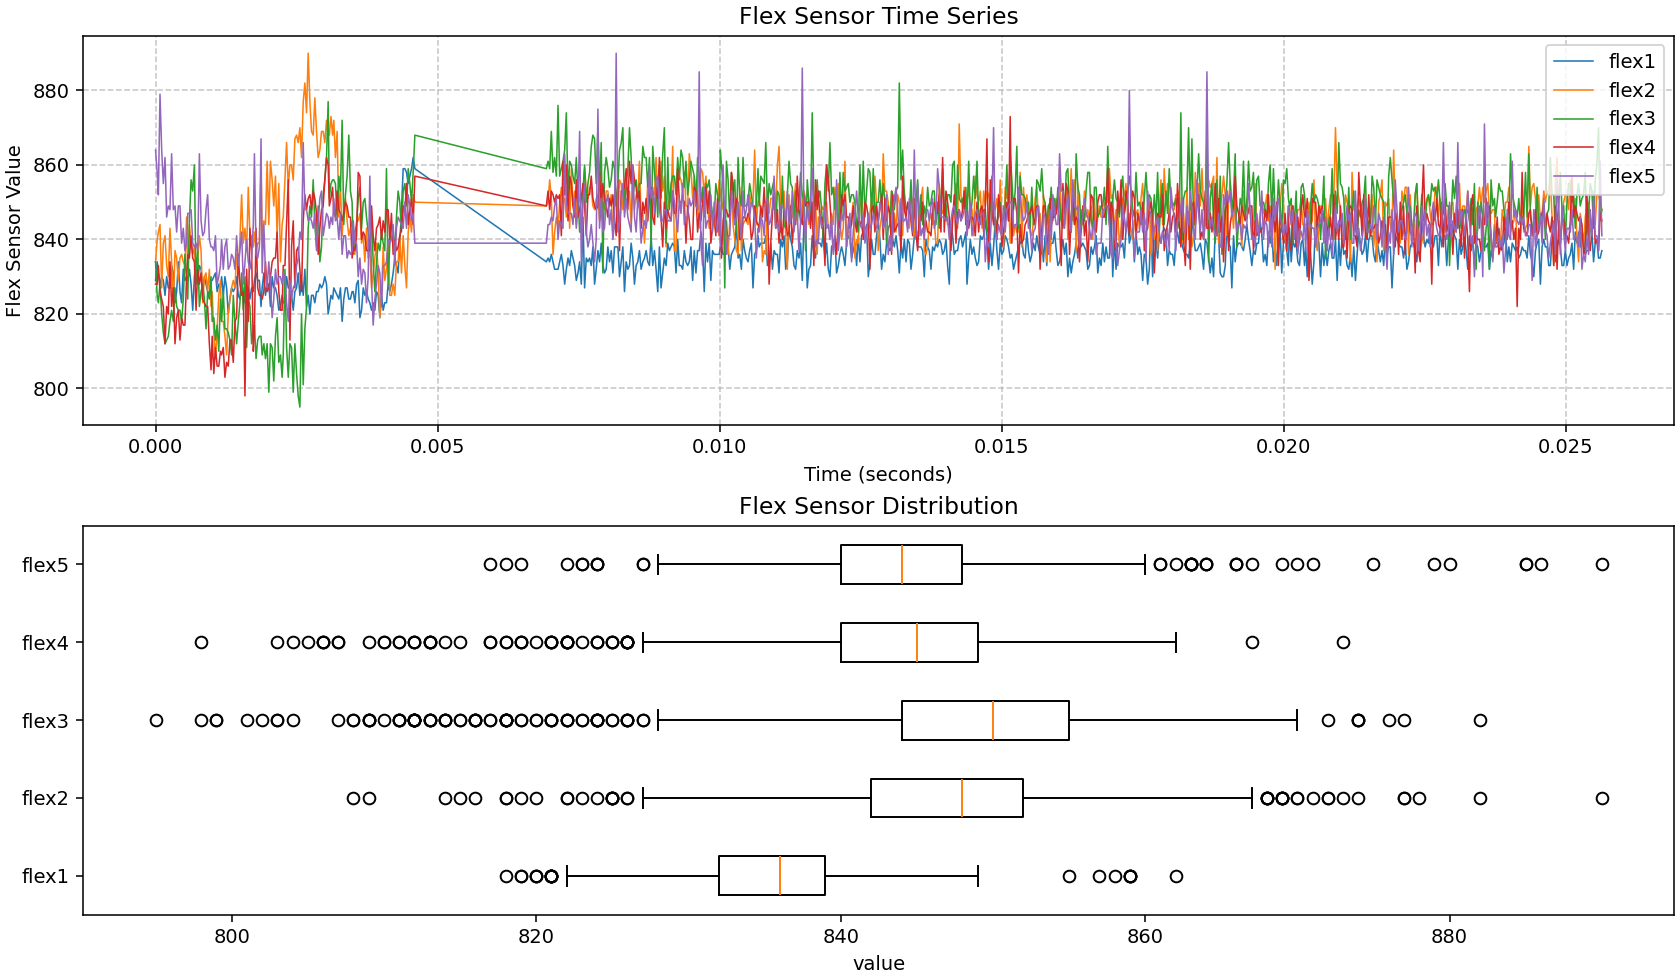 Flex Sensor Time Series
Flex Sensor Value
880
860
840
820
800
flex1
flex2
flex3
flex4
flex5
0.000 0.005 0.010 0.015 0.020 0.025
Time (seconds)
Flex Sensor Distribution
flex5
flex4
flex3
flex2
flex1
800 820 840 860 880
value